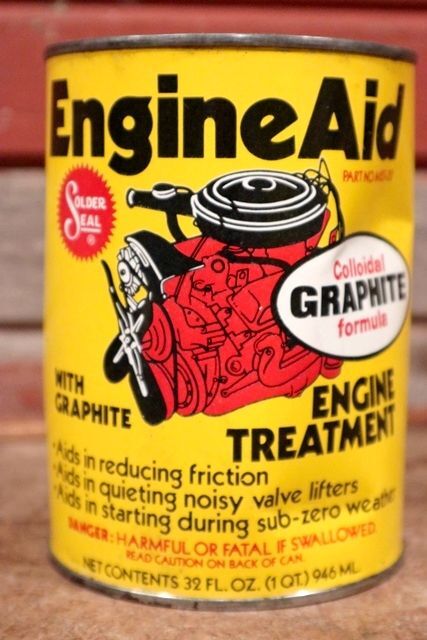 EngineAid
PART NO.
SOLDER
SEAL
®
Colloidal
GRAPHITE
formula
WITH
GRAPHITE
ENGINE
TREATMENT
•Aids in reducing friction
•Aids in quieting noisy valve lifters
•Aids in starting during sub-zero weather
DANGER: HARMFUL OR FATAL IF SWALLOWED.
READ CAUTION ON BACK OF CAN.
NET CONTENTS 32 FL. OZ. (1 QT.) 946 ML.